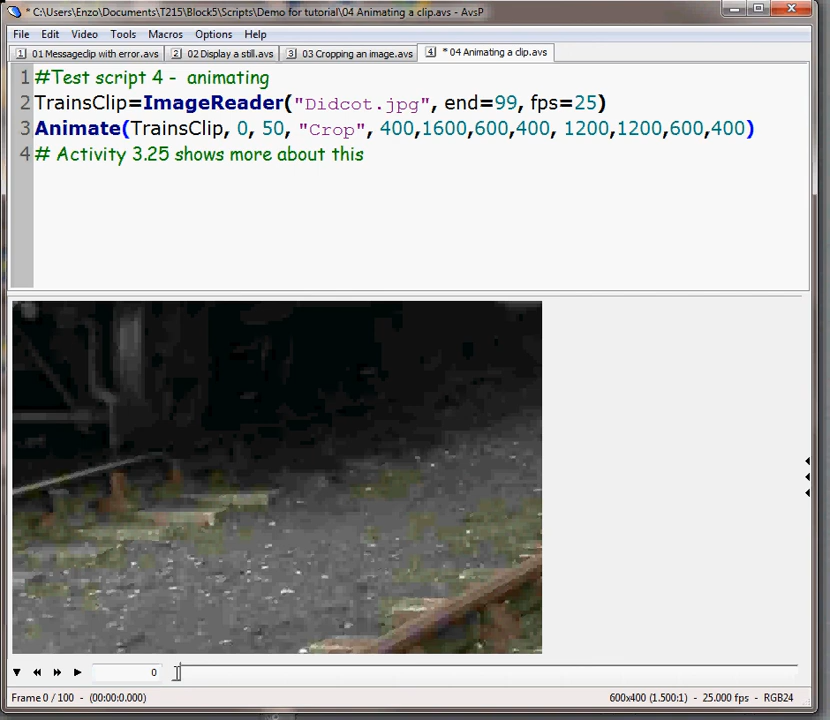 * C:\Users\Enzo\Documents\T215\Block5\Scripts\Demo for tutorial\04 Animating a clip.avs - AvsP
File Edit Video Tools Macros Options Help
1 01 Messageclip with error.avs 2 02 Display a still.avs 3 03 Cropping an image.avs 4 * 04 Animating a clip.avs
1 #Test script 4 - animating
2 TrainsClip=ImageReader("Didcot.jpg", end=99, fps=25)
3 Animate(TrainsClip, 0, 50, "Crop", 400,1600,600,400, 1200,1200,600,400)
4 # Activity 3.25 shows more about this
0
Frame 0 / 100 - (00:00:0.000) 600x400 (1.500:1) - 25.000 fps - RGB24